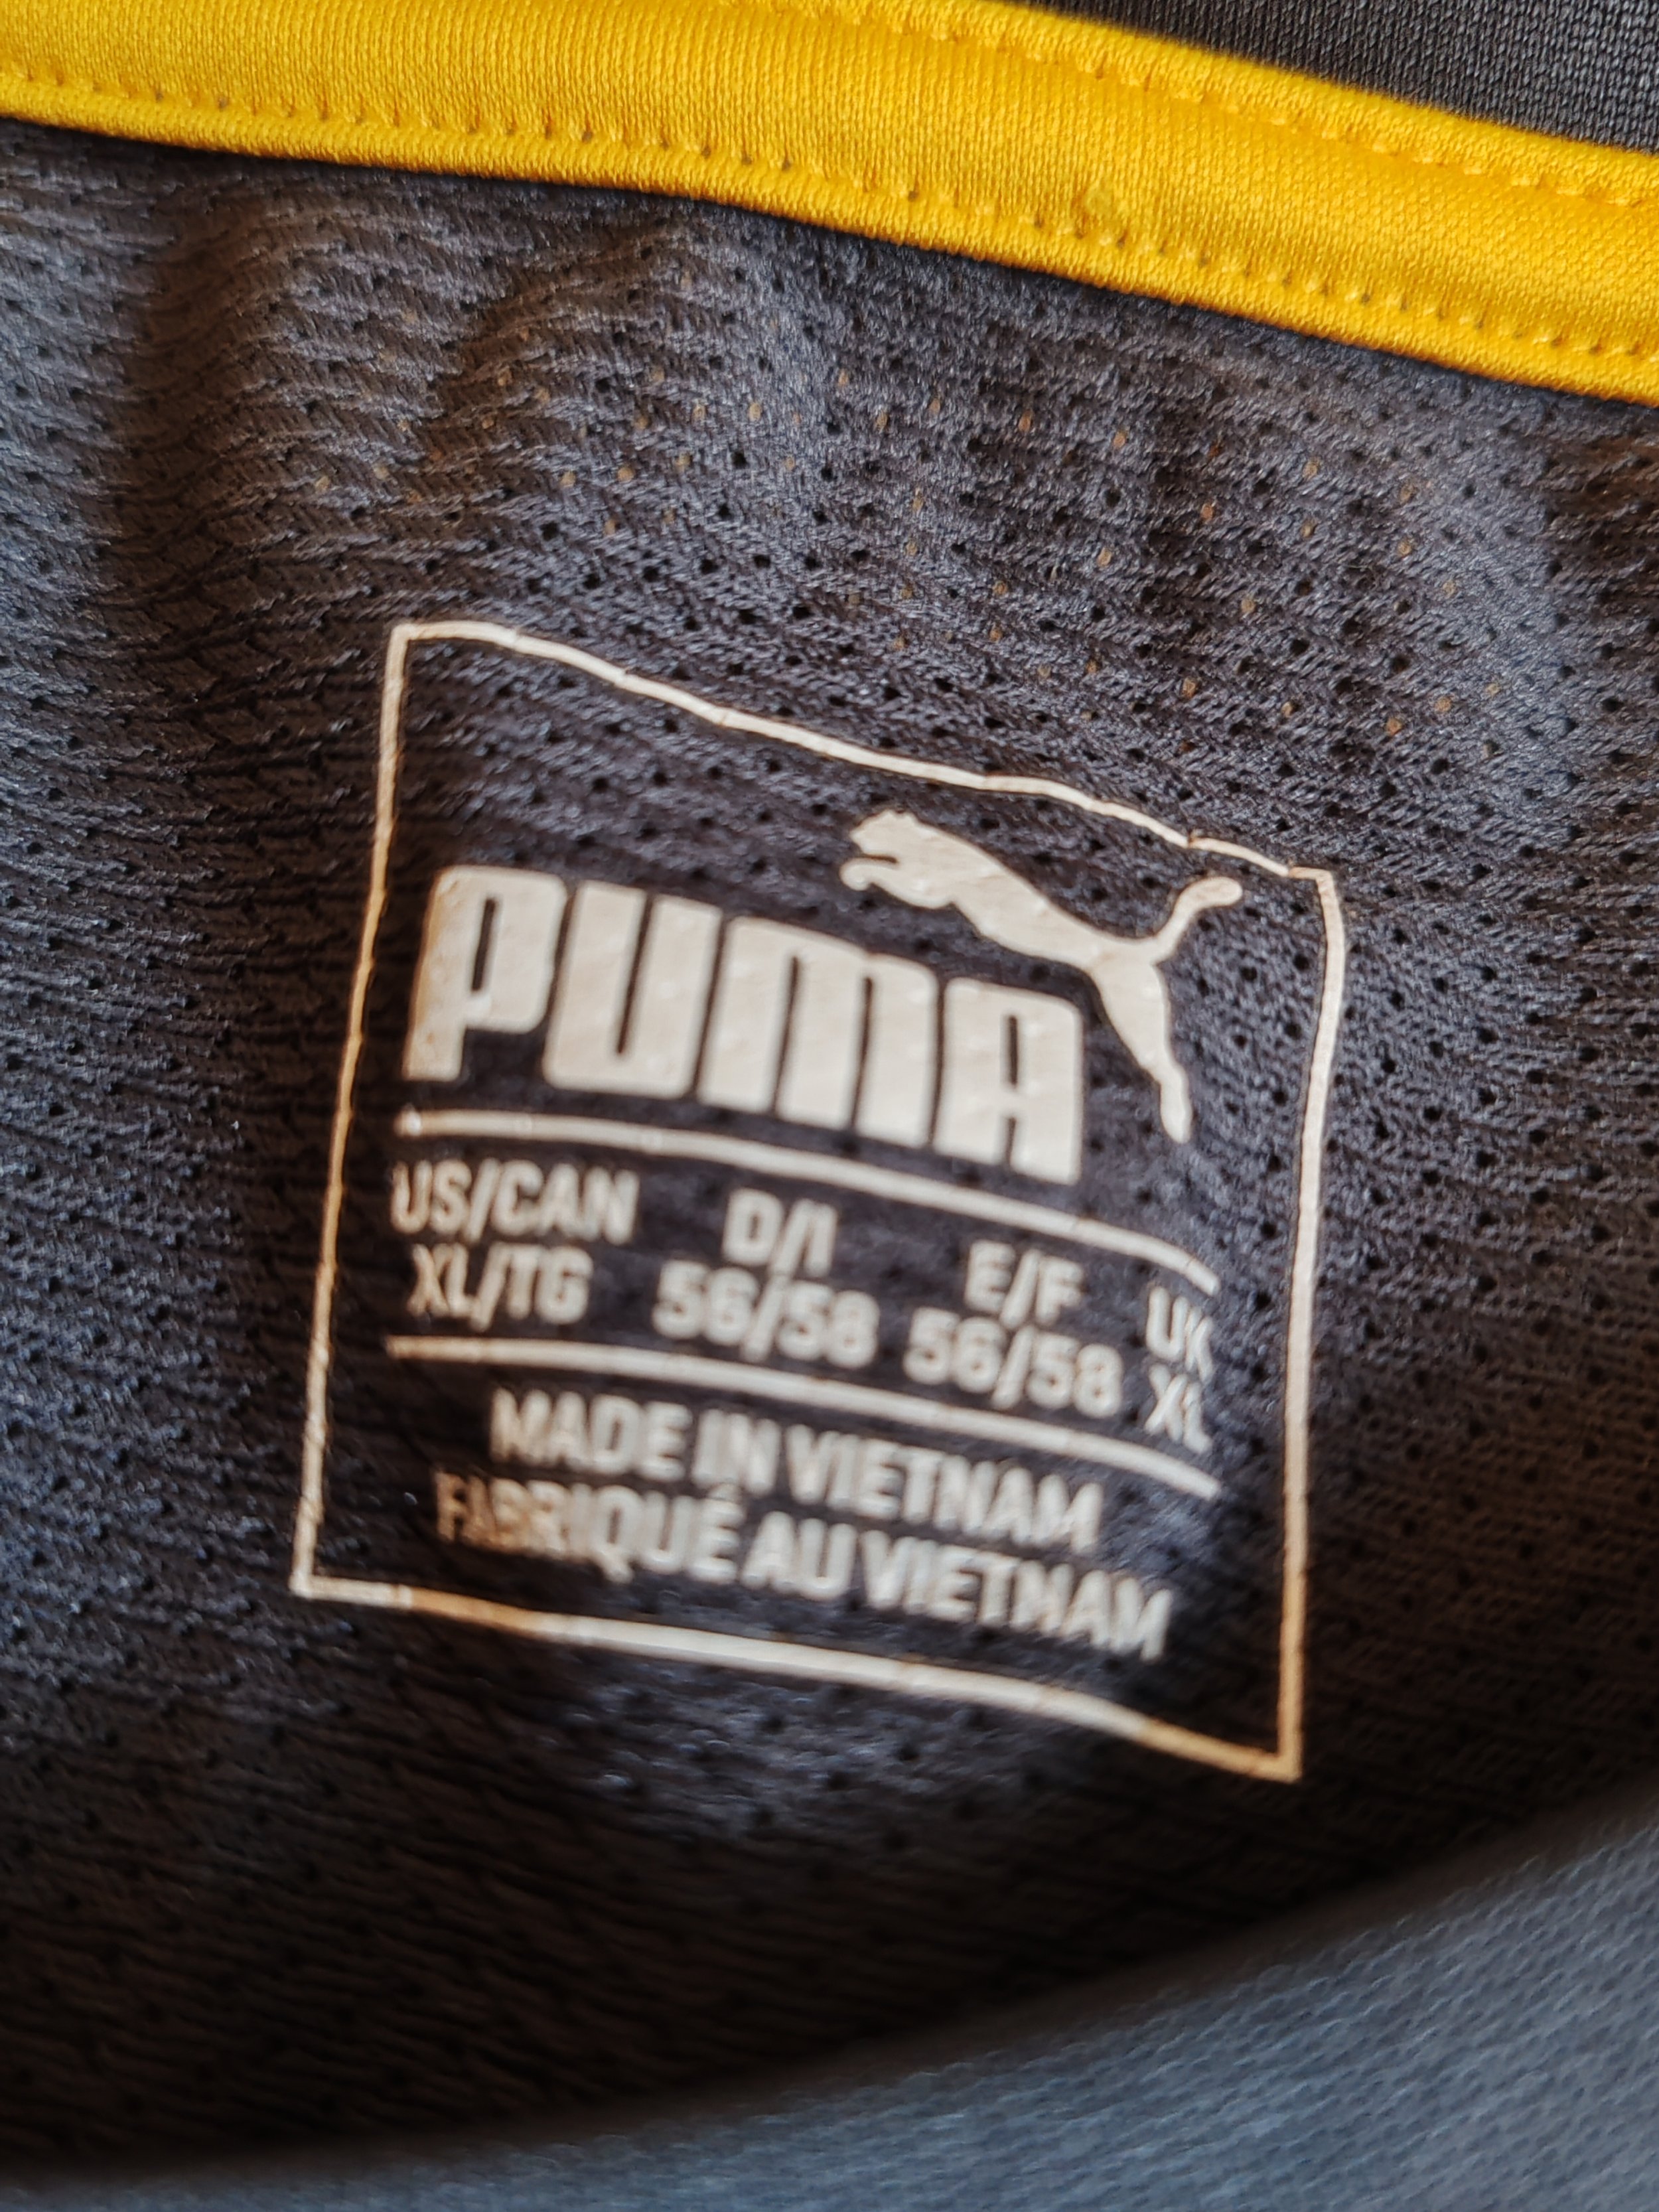 PUMA
US/CAN D/I E/F UK
XL/TG 56/58 56/58 XL
MADE IN VIETNAM
FABRIQUÉ AU VIETNAM